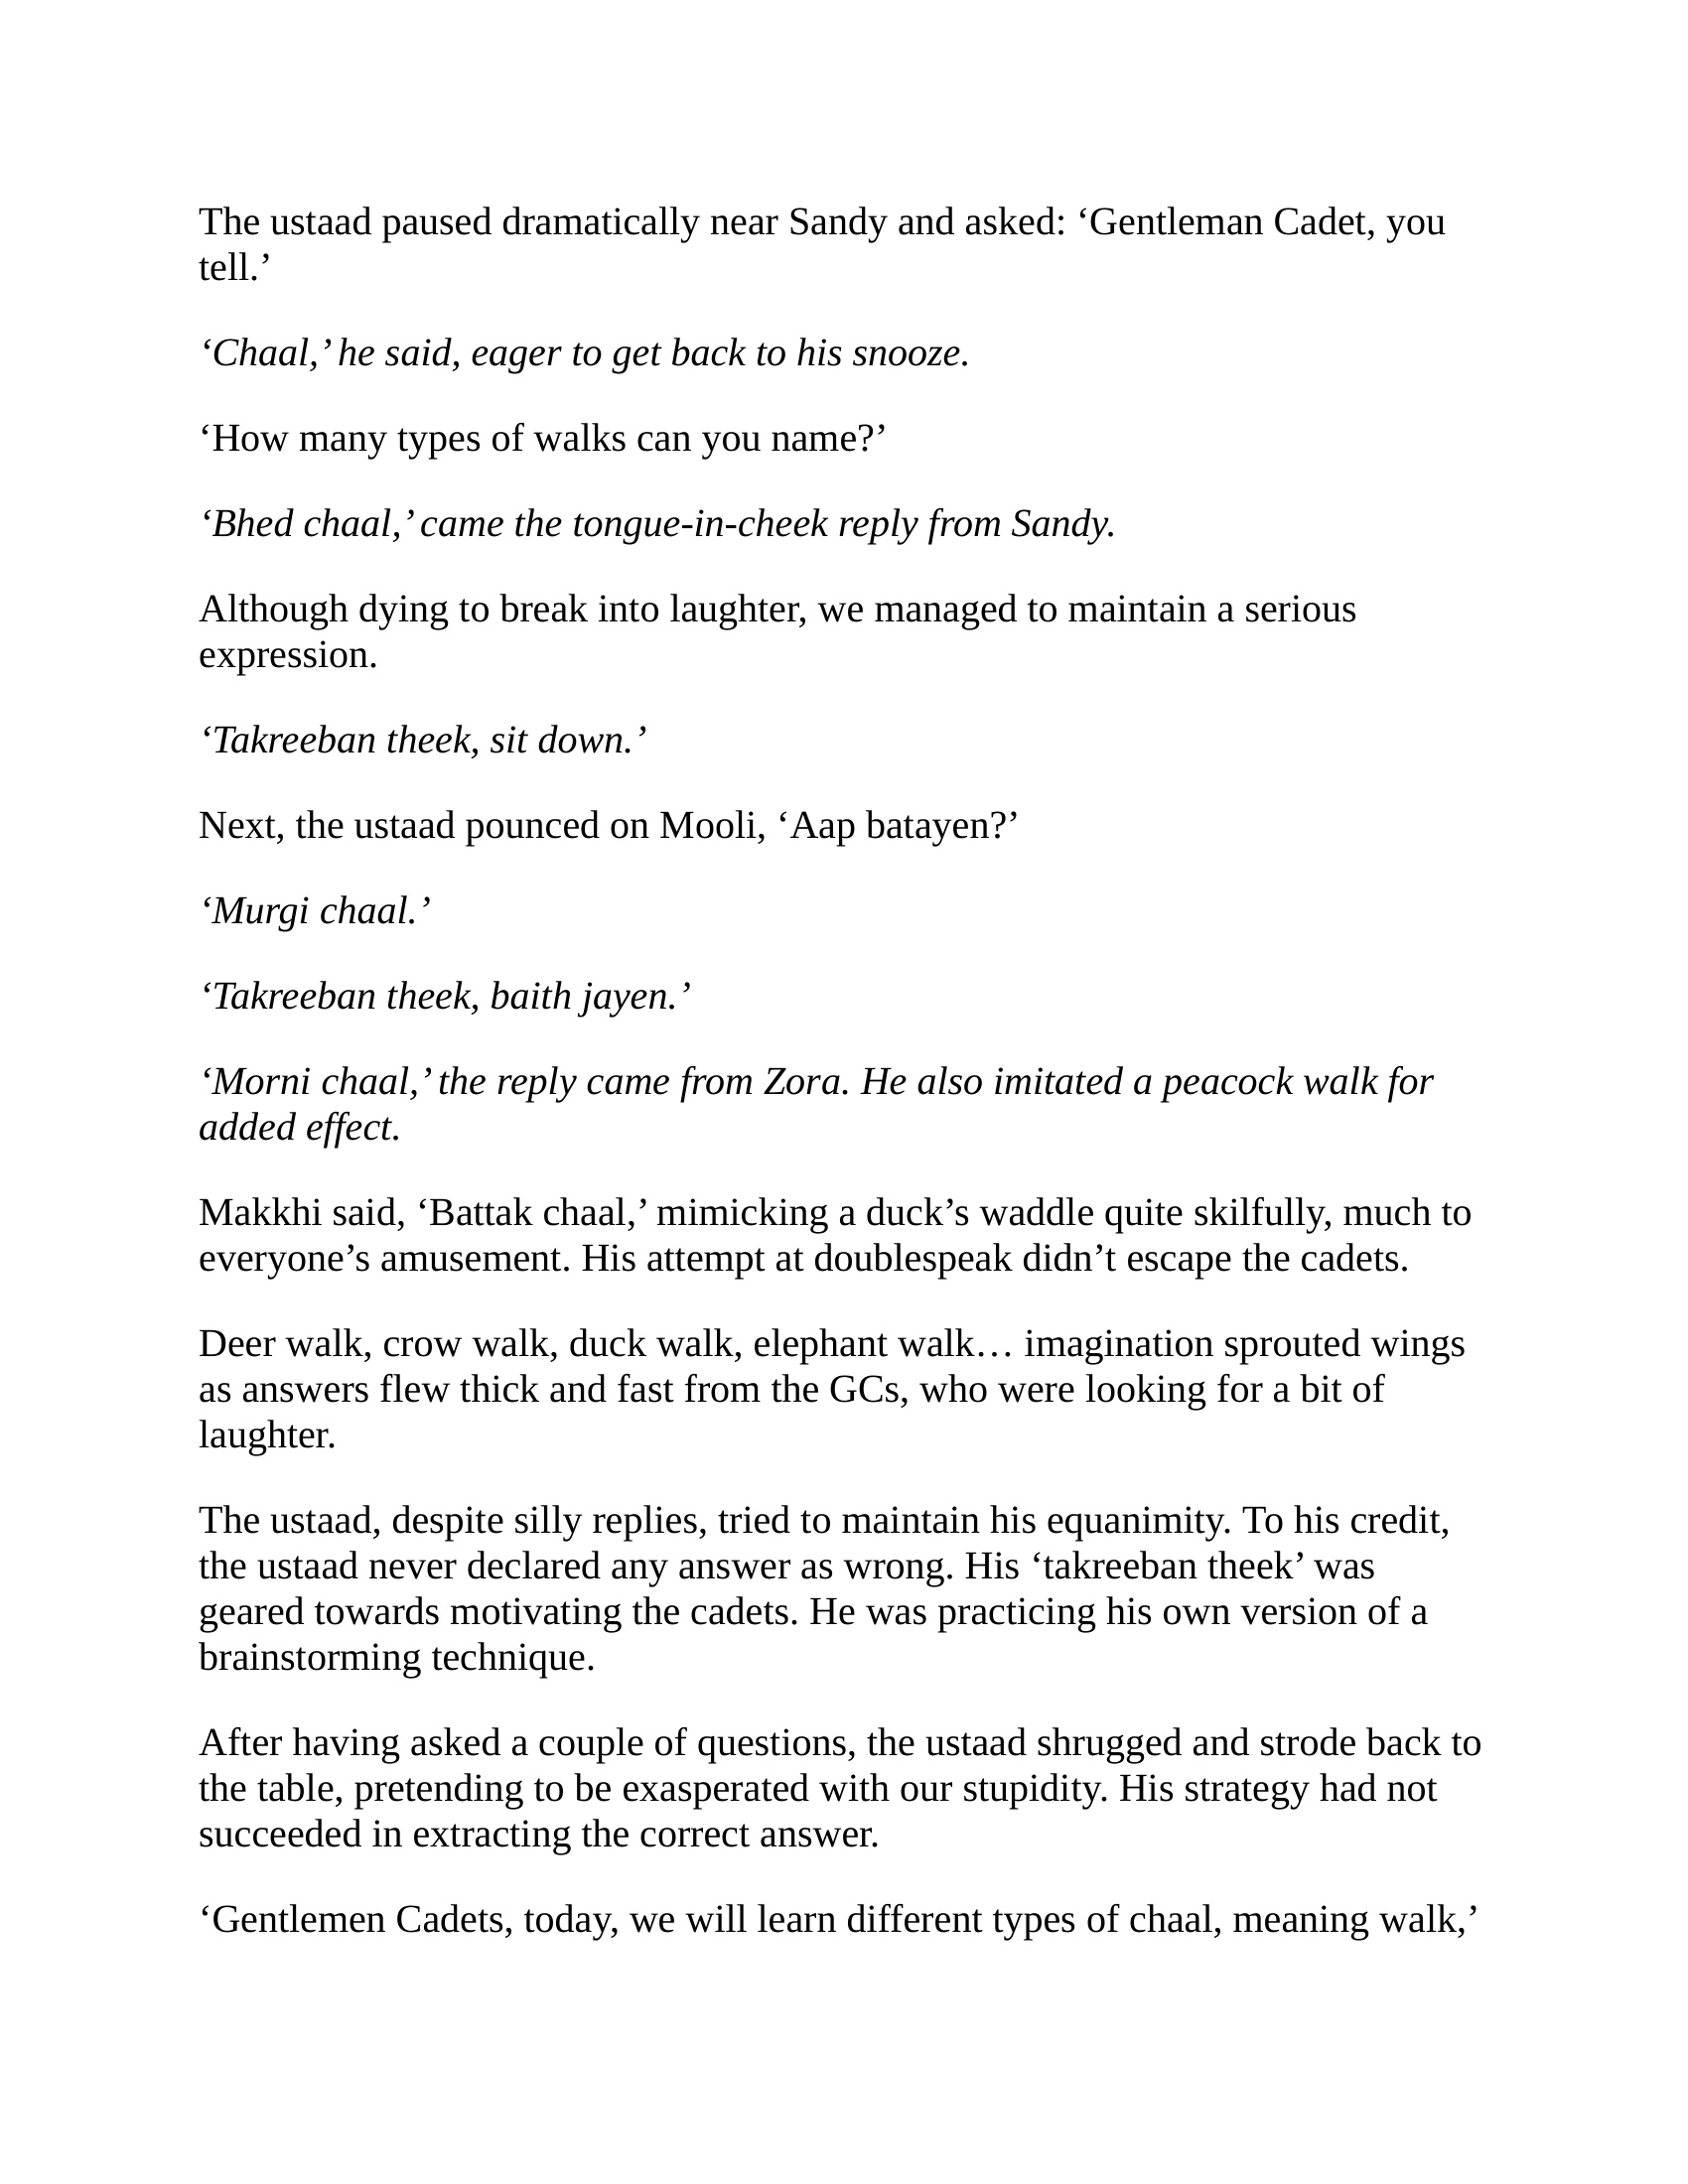 The ustaad paused dramatically near Sandy and asked: ‘Gentleman Cadet, you
tell.’
‘Chaal,’ he said, eager to get back to his snooze.
‘How many types of walks can you name?’
‘Bhed chaal,’ came the tongue-in-cheek reply from Sandy.
Although dying to break into laughter, we managed to maintain a serious
expression.
‘Takreeban theek, sit down.’
Next, the ustaad pounced on Mooli, ‘Aap batayen?’
‘Murgi chaal.’
‘Takreeban theek, baith jayen.’
‘Morni chaal,’ the reply came from Zora. He also imitated a peacock walk for
added effect.
Makkhi said, ‘Battak chaal,’ mimicking a duck’s waddle quite skilfully, much to
everyone’s amusement. His attempt at doublespeak didn’t escape the cadets.
Deer walk, crow walk, duck walk, elephant walk… imagination sprouted wings
as answers flew thick and fast from the GCs, who were looking for a bit of
laughter.
The ustaad, despite silly replies, tried to maintain his equanimity. To his credit,
the ustaad never declared any answer as wrong. His ‘takreeban theek’ was
geared towards motivating the cadets. He was practicing his own version of a
brainstorming technique.
After having asked a couple of questions, the ustaad shrugged and strode back to
the table, pretending to be exasperated with our stupidity. His strategy had not
succeeded in extracting the correct answer.
‘Gentlemen Cadets, today, we will learn different types of chaal, meaning walk,’